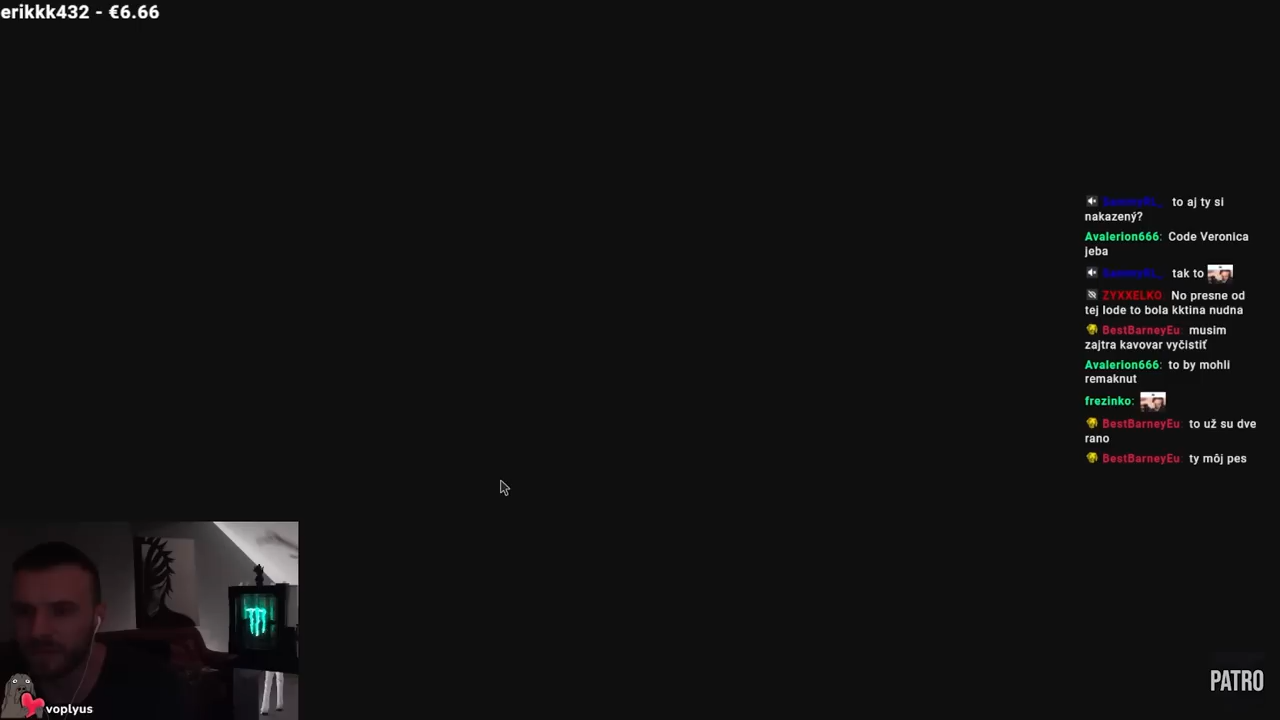 erikkk432 - €6.66
to aj ty si
nakazený?
Avalerion666: Code Veronica
jeba
tak to
ZYXXELKO: No presne od
tej lode to bola kktina nudna
BestBarneyEu: musim
zajtra kavovar vyčistiť
Avalerion666: to by mohli
remaknut
frezinko:
BestBarneyEu: to už su dve
rano
BestBarneyEu: ty môj pes
voplyus
PATRO